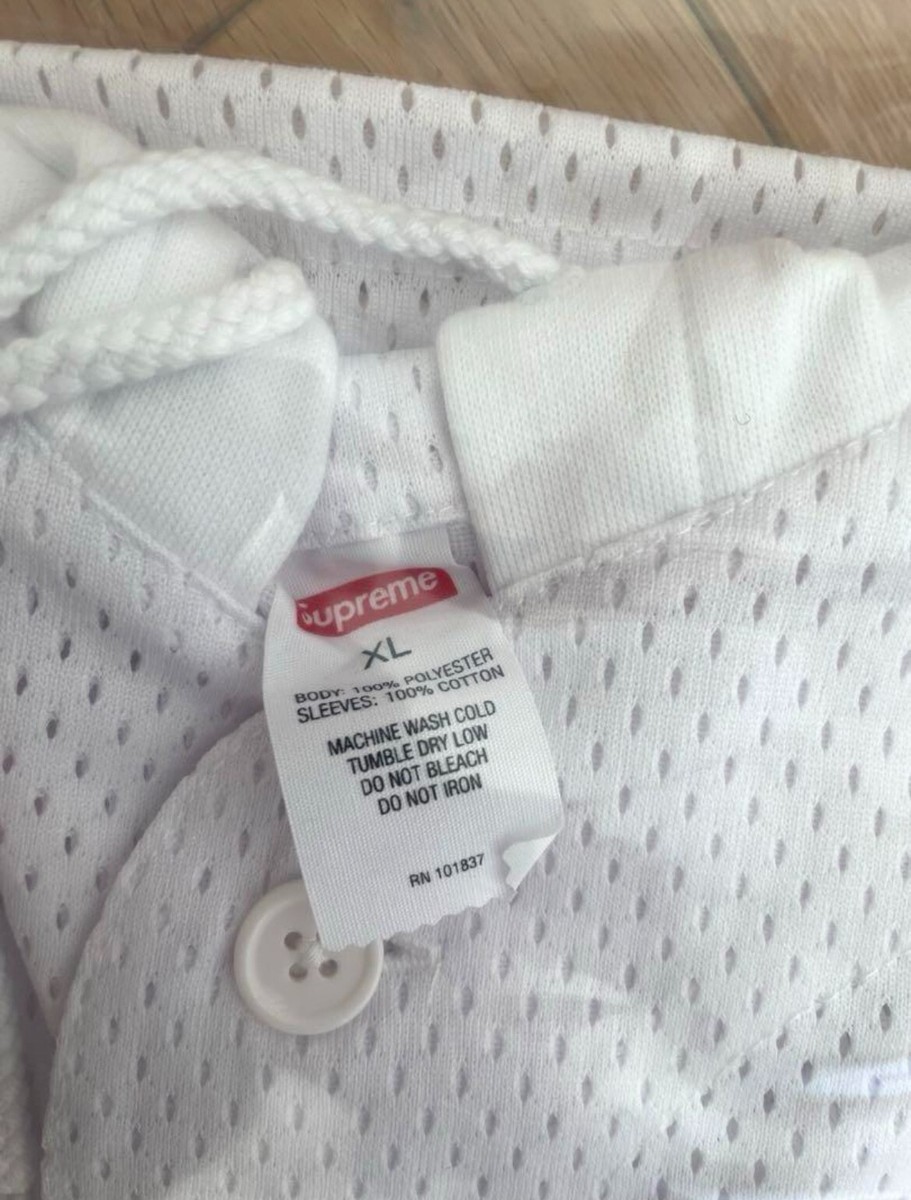 Supreme
XL
BODY: 100% POLYESTER
SLEEVES: 100% COTTON
MACHINE WASH COLD
TUMBLE DRY LOW
DO NOT BLEACH
DO NOT IRON
RN 101837